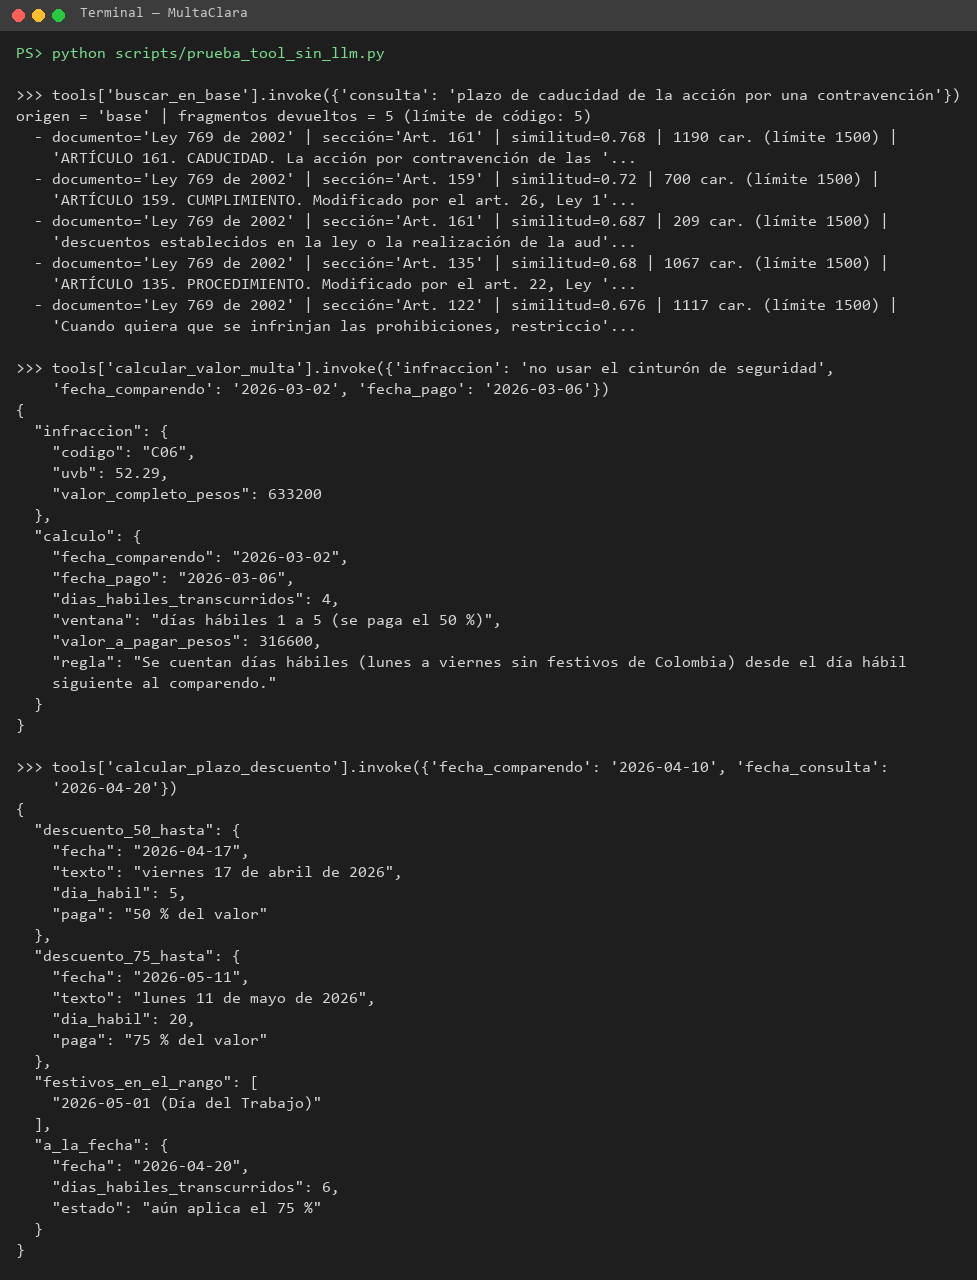 Terminal — MultaClara
PS> python scripts/prueba_tool_sin_llm.py
>>> tools['buscar_en_base'].invoke({'consulta': 'plazo de caducidad de la acción por una contravención'})
origen = 'base' | fragmentos devueltos = 5 (límite de código: 5)
  - documento='Ley 769 de 2002' | sección='Art. 161' | similitud=0.768 | 1190 car. (límite 1500) |
    'ARTÍCULO 161. CADUCIDAD. La acción por contravención de las '...
  - documento='Ley 769 de 2002' | sección='Art. 159' | similitud=0.72 | 700 car. (límite 1500) |
    'ARTÍCULO 159. CUMPLIMIENTO. Modificado por el art. 26, Ley 1'...
  - documento='Ley 769 de 2002' | sección='Art. 161' | similitud=0.687 | 209 car. (límite 1500) |
    'descuentos establecidos en la ley o la realización de la aud'...
  - documento='Ley 769 de 2002' | sección='Art. 135' | similitud=0.68 | 1067 car. (límite 1500) |
    'ARTÍCULO 135. PROCEDIMIENTO. Modificado por el art. 22, Ley '...
  - documento='Ley 769 de 2002' | sección='Art. 122' | similitud=0.676 | 1117 car. (límite 1500) |
    'Cuando quiera que se infrinjan las prohibiciones, restriccio'...
>>> tools['calcular_valor_multa'].invoke({'infraccion': 'no usar el cinturón de seguridad',
    'fecha_comparendo': '2026-03-02', 'fecha_pago': '2026-03-06'})
{
  "infraccion": {
    "codigo": "C06",
    "uvb": 52.29,
    "valor_completo_pesos": 633200
  },
  "calculo": {
    "fecha_comparendo": "2026-03-02",
    "fecha_pago": "2026-03-06",
    "dias_habiles_transcurridos": 4,
    "ventana": "días hábiles 1 a 5 (se paga el 50 %)",
    "valor_a_pagar_pesos": 316600,
    "regla": "Se cuentan días hábiles (lunes a viernes sin festivos de Colombia) desde el día hábil
    siguiente al comparendo."
  }
}
>>> tools['calcular_plazo_descuento'].invoke({'fecha_comparendo': '2026-04-10', 'fecha_consulta':
    '2026-04-20'})
{
  "descuento_50_hasta": {
    "fecha": "2026-04-17",
    "texto": "viernes 17 de abril de 2026",
    "dia_habil": 5,
    "paga": "50 % del valor"
  },
  "descuento_75_hasta": {
    "fecha": "2026-05-11",
    "texto": "lunes 11 de mayo de 2026",
    "dia_habil": 20,
    "paga": "75 % del valor"
  },
  "festivos_en_el_rango": [
    "2026-05-01 (Día del Trabajo)"
  ],
  "a_la_fecha": {
    "fecha": "2026-04-20",
    "dias_habiles_transcurridos": 6,
    "estado": "aún aplica el 75 %"
  }
}